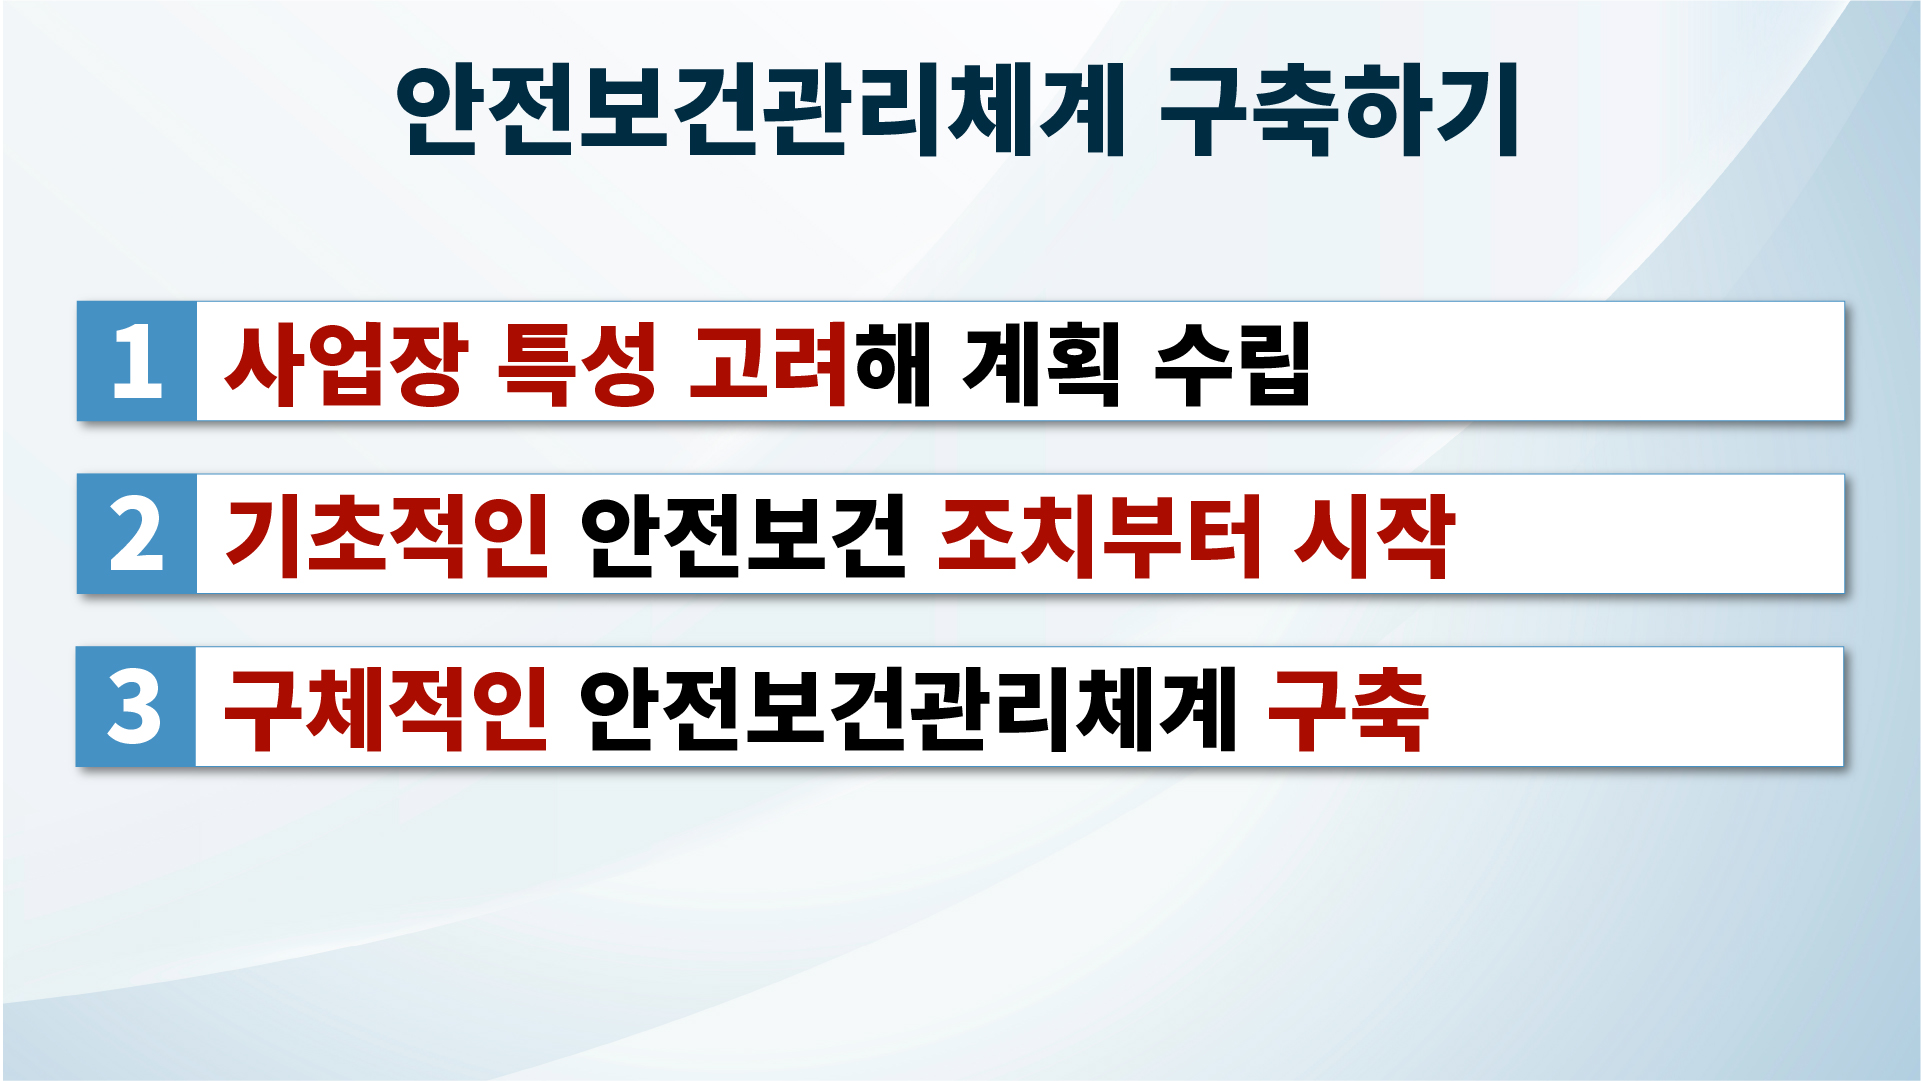 안전보건관리체계 구축하기
1 사업장 특성 고려해 계획 수립
2 기초적인 안전보건 조치부터 시작
3 구체적인 안전보건관리체계 구축